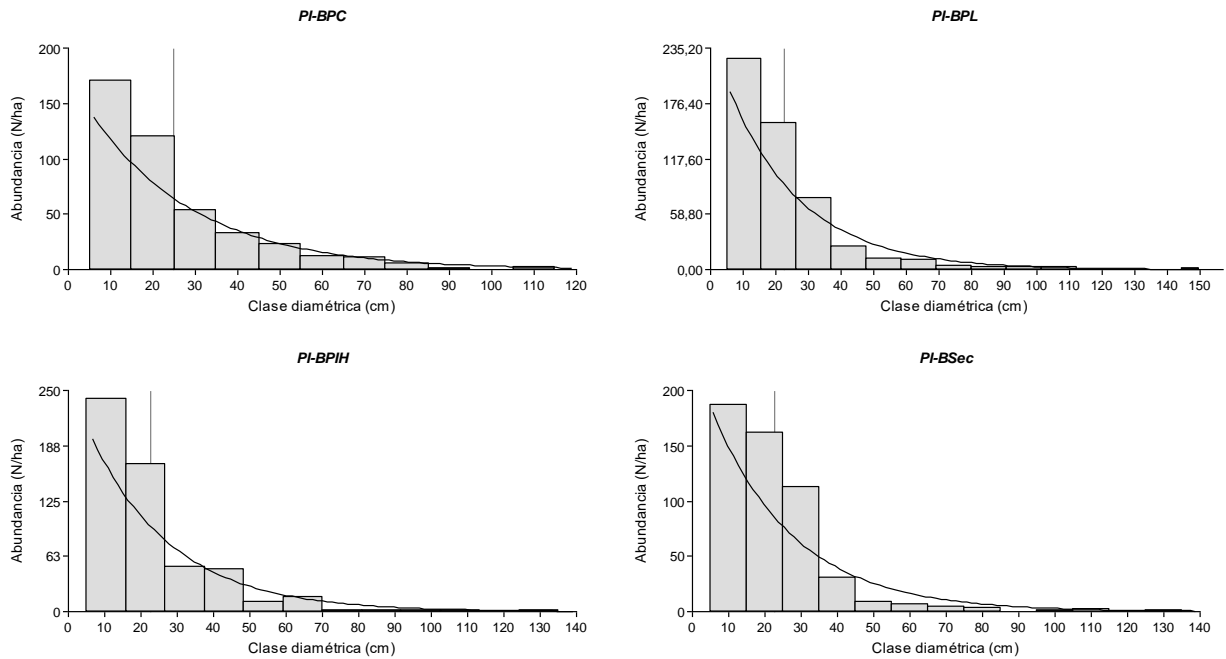 PI-BPC
200
150
100
50
0
0 10 20 30 40 50 60 70 80 90 100 110 120
Clase diamétrica (cm)
Abundancia (N/ha)
PI-BPL
235,20
176,40
117,60
58,80
0,00
0 10 20 30 40 50 60 70 80 90 100 110 120 130 140 150
Clase diamétrica (cm)
Abundancia (N/ha)
PI-BPIH
250
188
125
63
0
0 10 20 30 40 50 60 70 80 90 100 110 120 130 140
Clase diamétrica (cm)
Abundancia (N/ha)
PI-BSec
200
150
100
50
0
0 10 20 30 40 50 60 70 80 90 100 110 120 130 140
Clase diamétrica (cm)
Abundancia (N/ha)